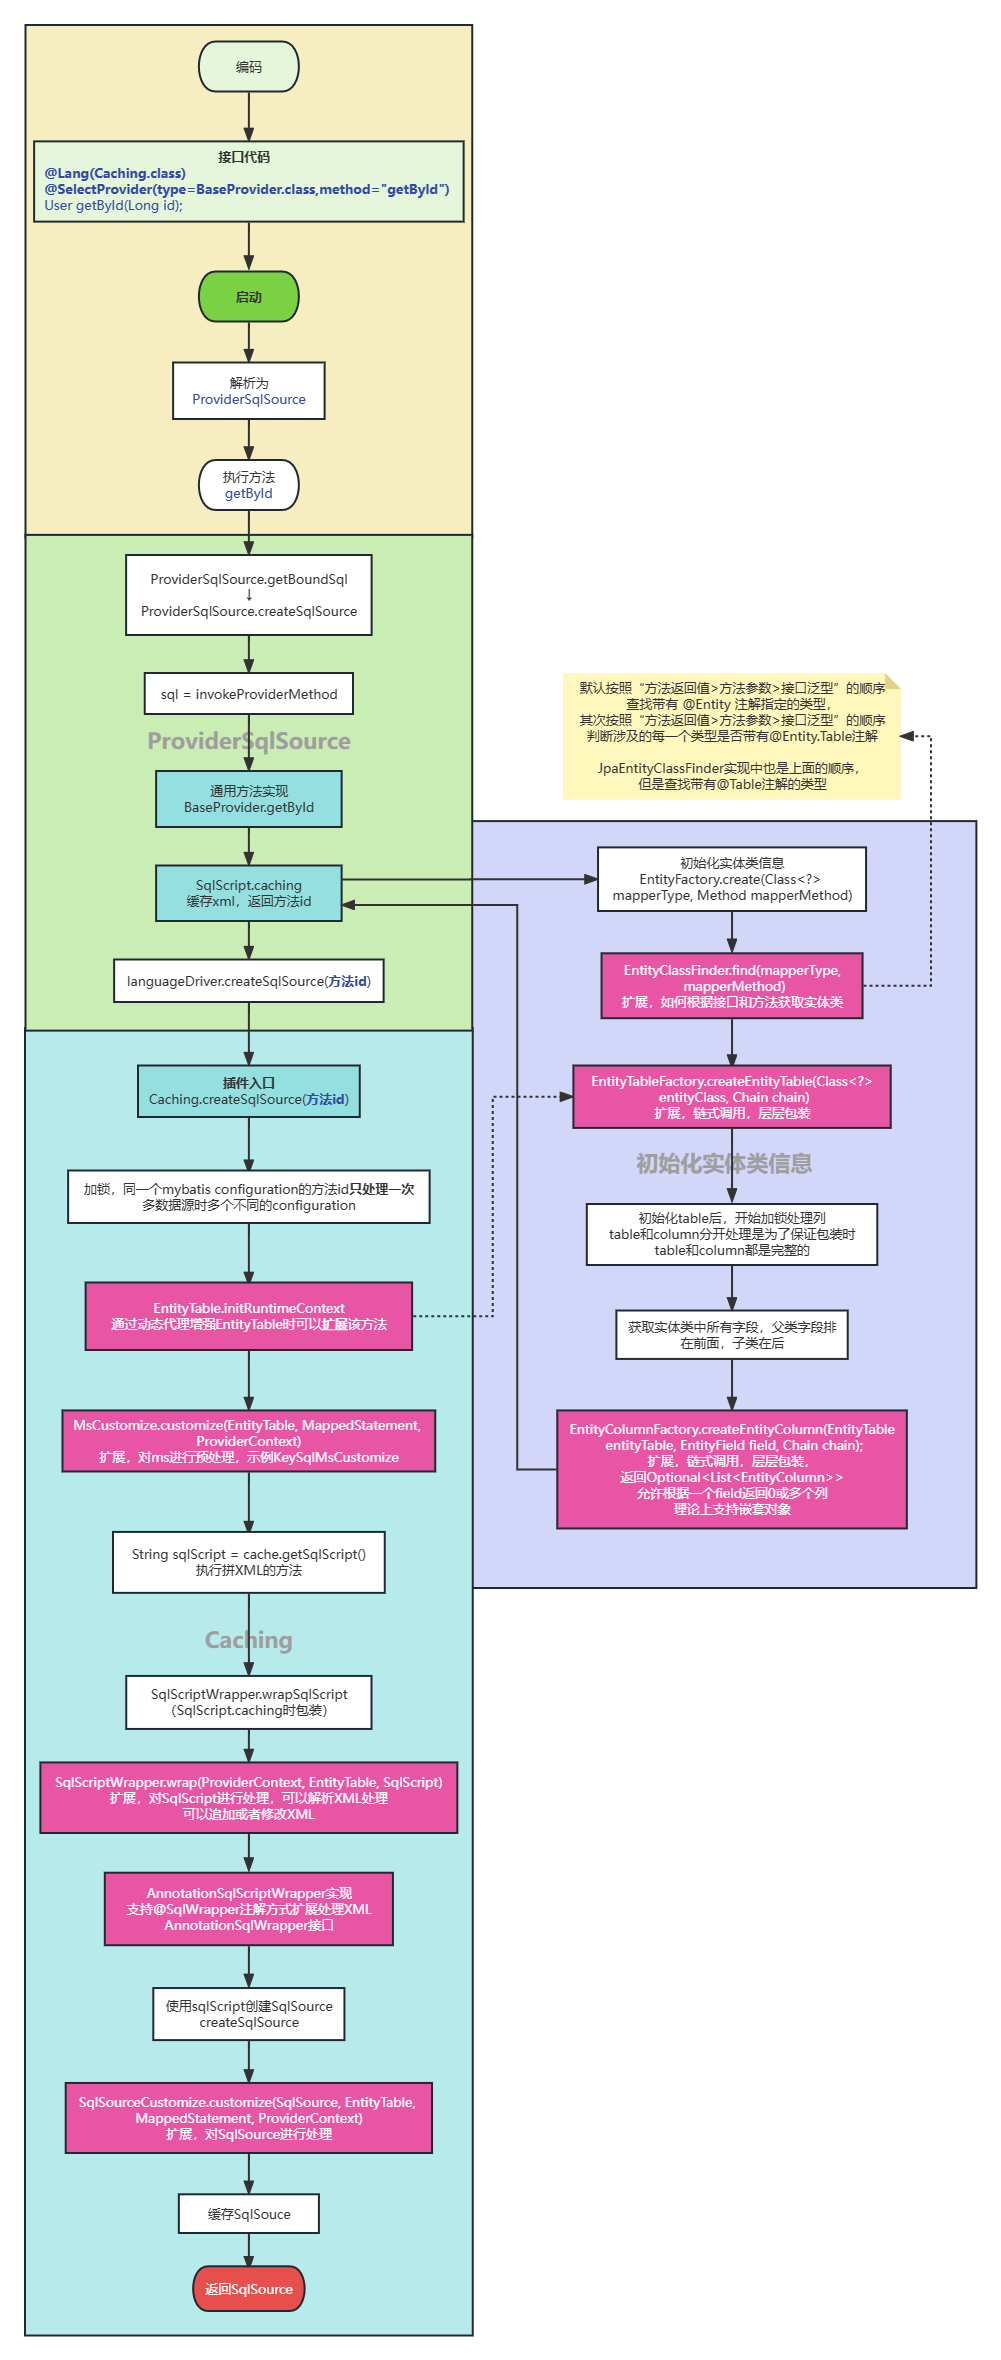 编码
接口代码
@Lang(Caching.class)
@SelectProvider(type=BaseProvider.class,method="getById")
User getById(Long id);
启动
解析为
ProviderSqlSource
执行方法
getById
ProviderSqlSource.getBoundSql
↓
ProviderSqlSource.createSqlSource
sql = invokeProviderMethod
ProviderSqlSource
通用方法实现
BaseProvider.getById
SqlScript.caching
缓存xml，返回方法id
languageDriver.createSqlSource(方法id)
默认按照“方法返回值>方法参数>接口泛型”的顺序
查找带有 @Entity 注解指定的类型，
其次按照“方法返回值>方法参数>接口泛型”的顺序
判断涉及的每一个类型是否带有@Entity.Table注解
JpaEntityClassFinder实现中也是上面的顺序，
但是查找带有@Table注解的类型
初始化实体类信息
EntityFactory.create(Class<?>
mapperType, Method mapperMethod)
EntityClassFinder.find(mapperType,
mapperMethod)
扩展，如何根据接口和方法获取实体类
EntityTableFactory.createEntityTable(Class<?>
entityClass, Chain chain)
扩展，链式调用，层层包装
初始化实体类信息
初始化table后，开始加锁处理列
table和column分开处理是为了保证包装时
table和column都是完整的
获取实体类中所有字段，父类字段排
在前面，子类在后
EntityColumnFactory.createEntityColumn(EntityTable
entityTable, EntityField field, Chain chain);
扩展，链式调用，层层包装，
返回Optional<List<EntityColumn>>
允许根据一个field返回0或多个列
理论上支持嵌套对象
插件入口
Caching.createSqlSource(方法id)
加锁，同一个mybatis configuration的方法id只处理一次
多数据源时多个不同的configuration
EntityTable.initRuntimeContext
通过动态代理增强EntityTable时可以扩展该方法
MsCustomize.customize(EntityTable, MappedStatement,
ProviderContext)
扩展，对ms进行预处理，示例KeySqlMsCustomize
String sqlScript = cache.getSqlScript()
执行拼XML的方法
Caching
SqlScriptWrapper.wrapSqlScript
（SqlScript.caching时包装）
SqlScriptWrapper.wrap(ProviderContext, EntityTable, SqlScript)
扩展，对SqlScript进行处理，可以解析XML处理
可以追加或者修改XML
AnnotationSqlScriptWrapper实现
支持@SqlWrapper注解方式扩展处理XML
AnnotationSqlWrapper接口
使用sqlScript创建SqlSource
createSqlSource
SqlSourceCustomize.customize(SqlSource, EntityTable,
MappedStatement, ProviderContext)
扩展，对SqlSource进行处理
缓存SqlSouce
返回SqlSource